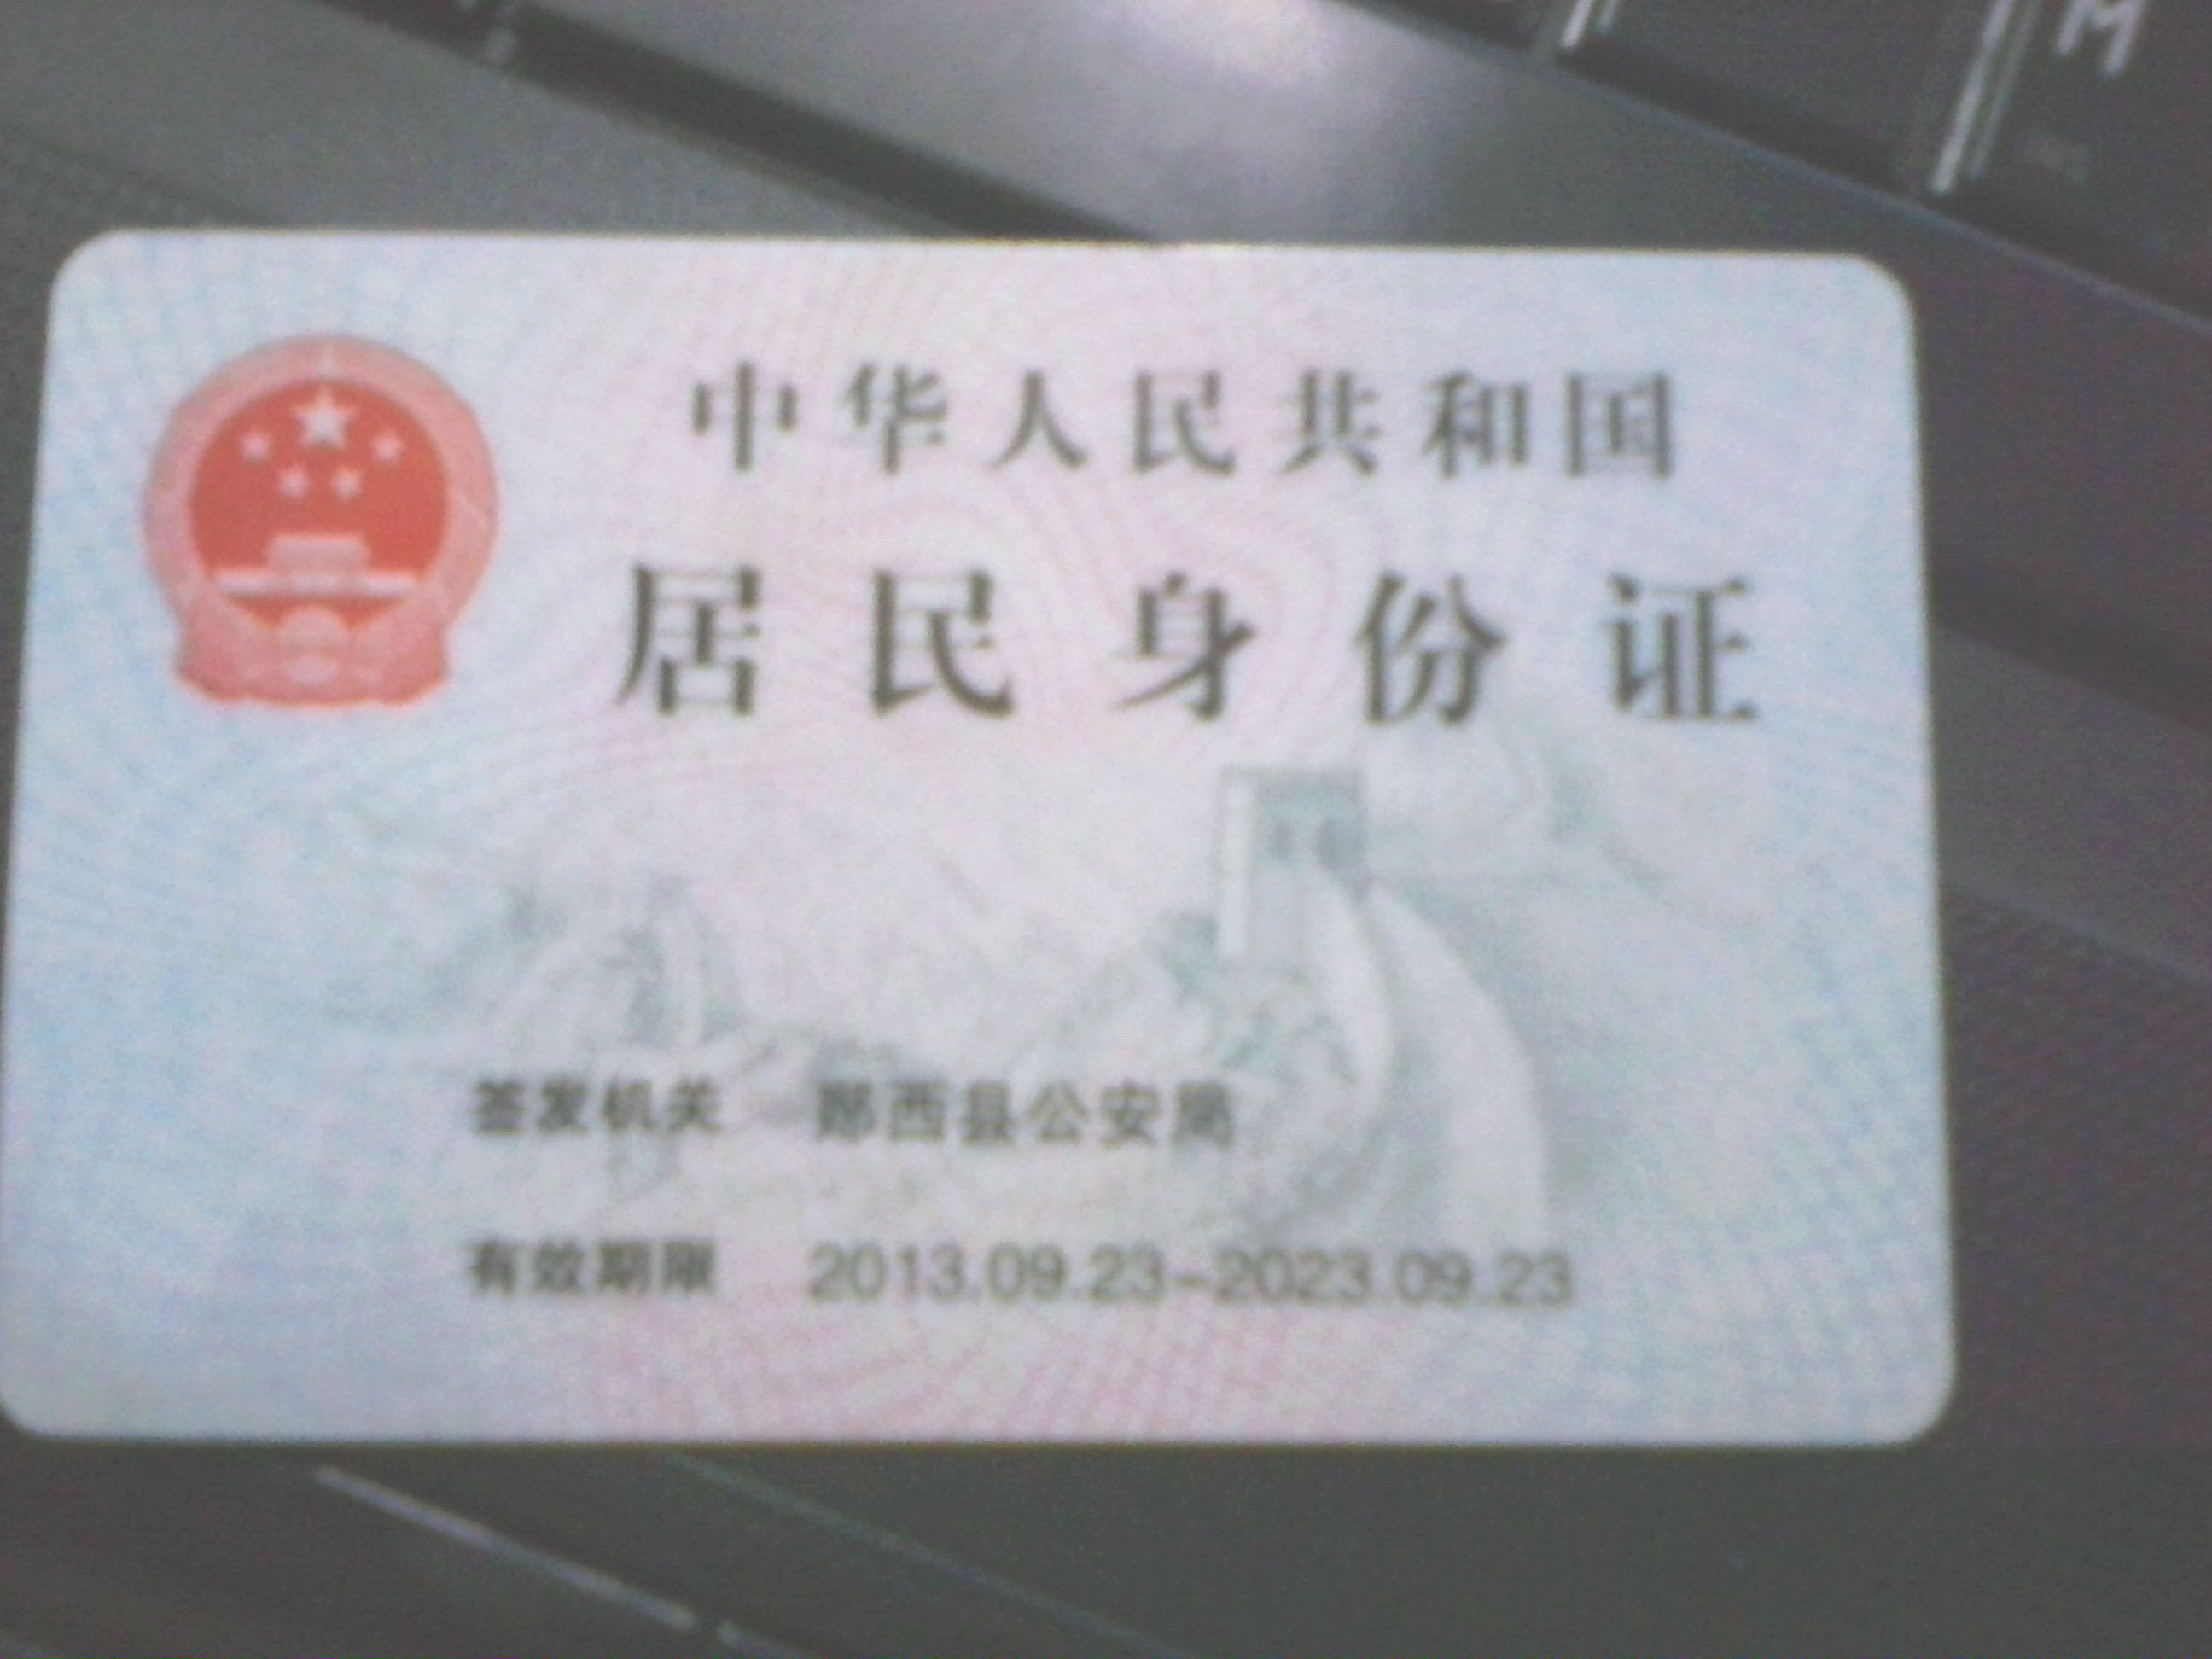 M
中华人民共和国
居民身份证
签发机关 郧西县公安局
有效期限 2013.09.23-2023.09.23